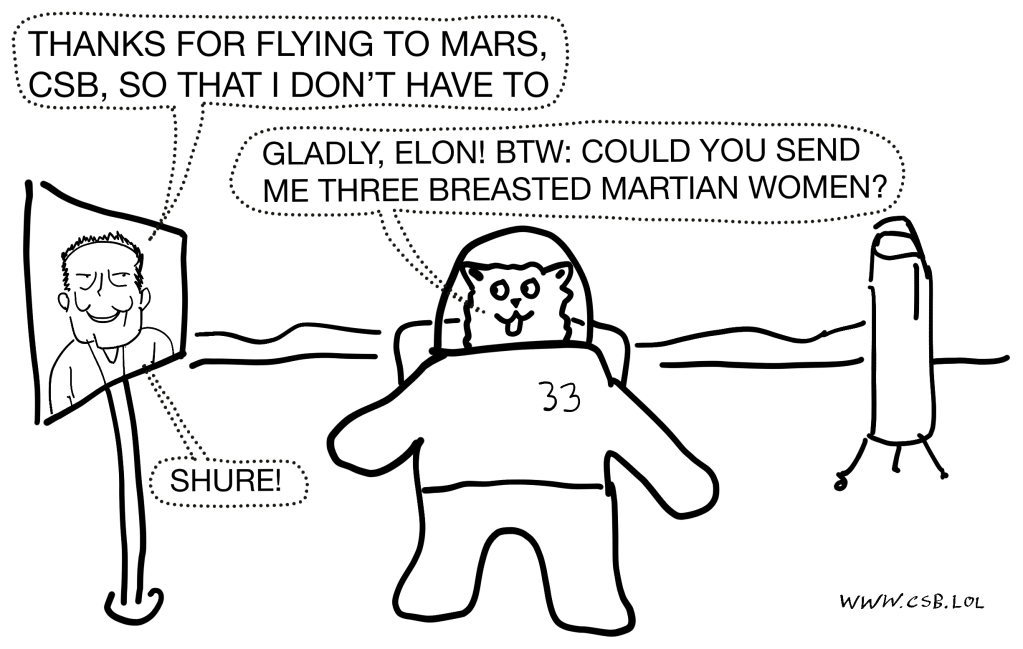 THANKS FOR FLYING TO MARS,
CSB, SO THAT I DON'T HAVE TO
GLADLY, ELON! BTW: COULD YOU SEND
ME THREE BREASTED MARTIAN WOMEN?
SHURE!
33
WWW.CSB.LOL